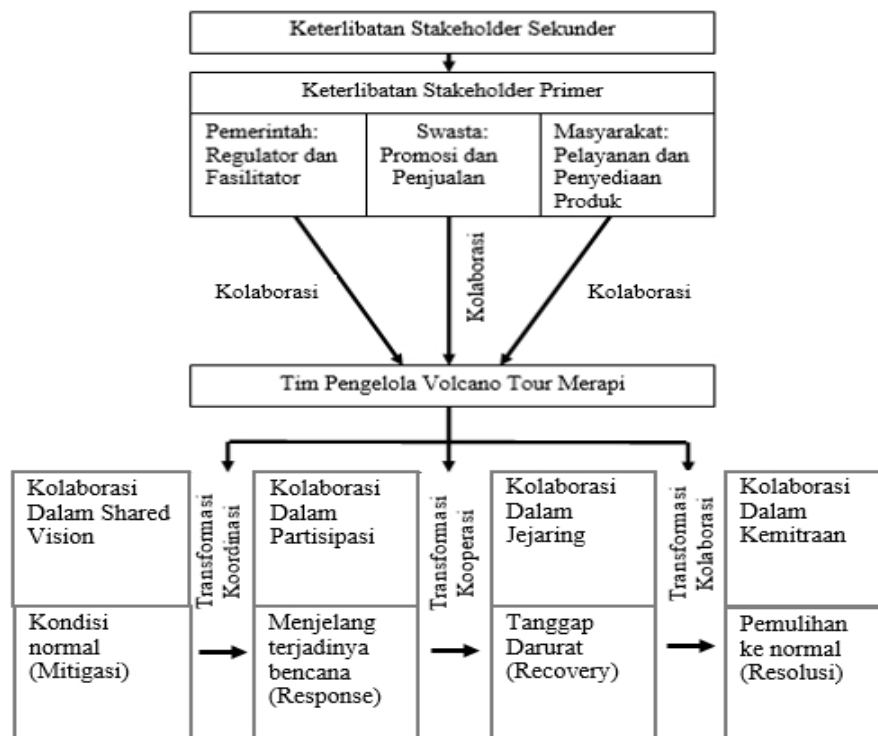 Keterlibatan Stakeholder Sekunder
Keterlibatan Stakeholder Primer
Pemerintah:
Regulator dan
Fasilitator
Swasta:
Promosi dan
Penjualan
Masyarakat:
Pelayanan dan
Penyediaan
Produk
Kolaborasi
Kolaborasi
Kolaborasi
Tim Pengelola Volcano Tour Merapi
Kolaborasi
Dalam Shared
Vision
Transformasi
Koordinasi
Kolaborasi
Dalam
Partisipasi
Transformasi
Kooperasi
Kolaborasi
Dalam
Jejaring
Transformasi
Kolaborasi
Kolaborasi
Dalam
Kemitraan
Kondisi
normal
(Mitigasi)
Menjelang
terjadinya
bencana
(Response)
Tanggap
Darurat
(Recovery)
Pemulihan
ke normal
(Resolusi)